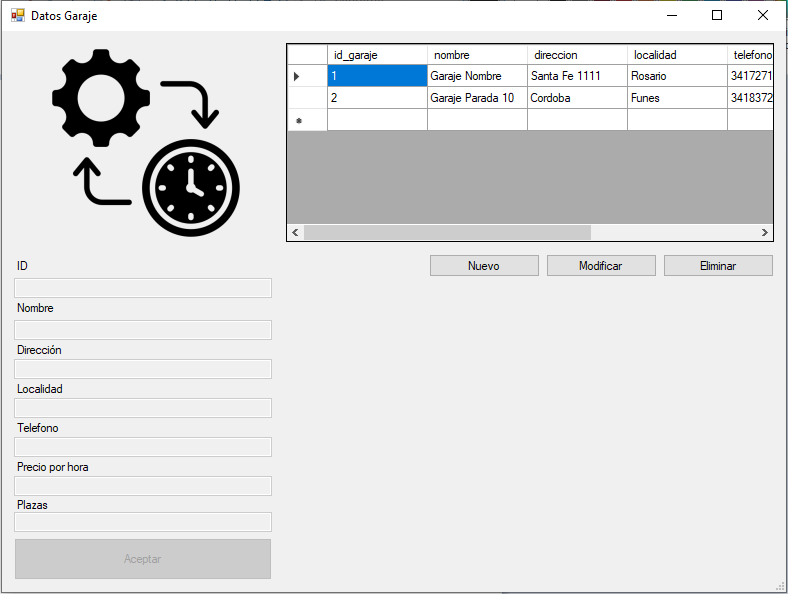 Datos Garaje
id_garaje nombre direccion localidad telefono
1 Garaje Nombre Santa Fe 1111 Rosario 3417271
2 Garaje Parada 10 Cordoba Funes 3418372
Nuevo Modificar Eliminar
ID
Nombre
Dirección
Localidad
Telefono
Precio por hora
Plazas
Aceptar